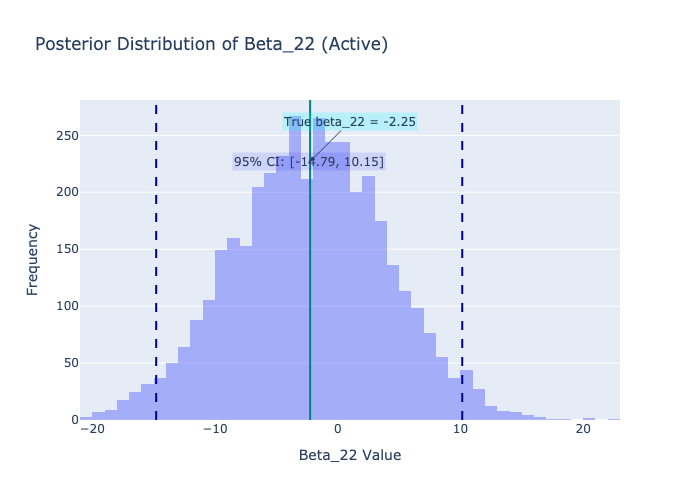 Posterior Distribution of Beta_22 (Active)
True beta_22 = -2.25
95% CI: [-14.79, 10.15]
250
200
150
100
50
0
Frequency
−20
−10
0
10
20
Beta_22 Value